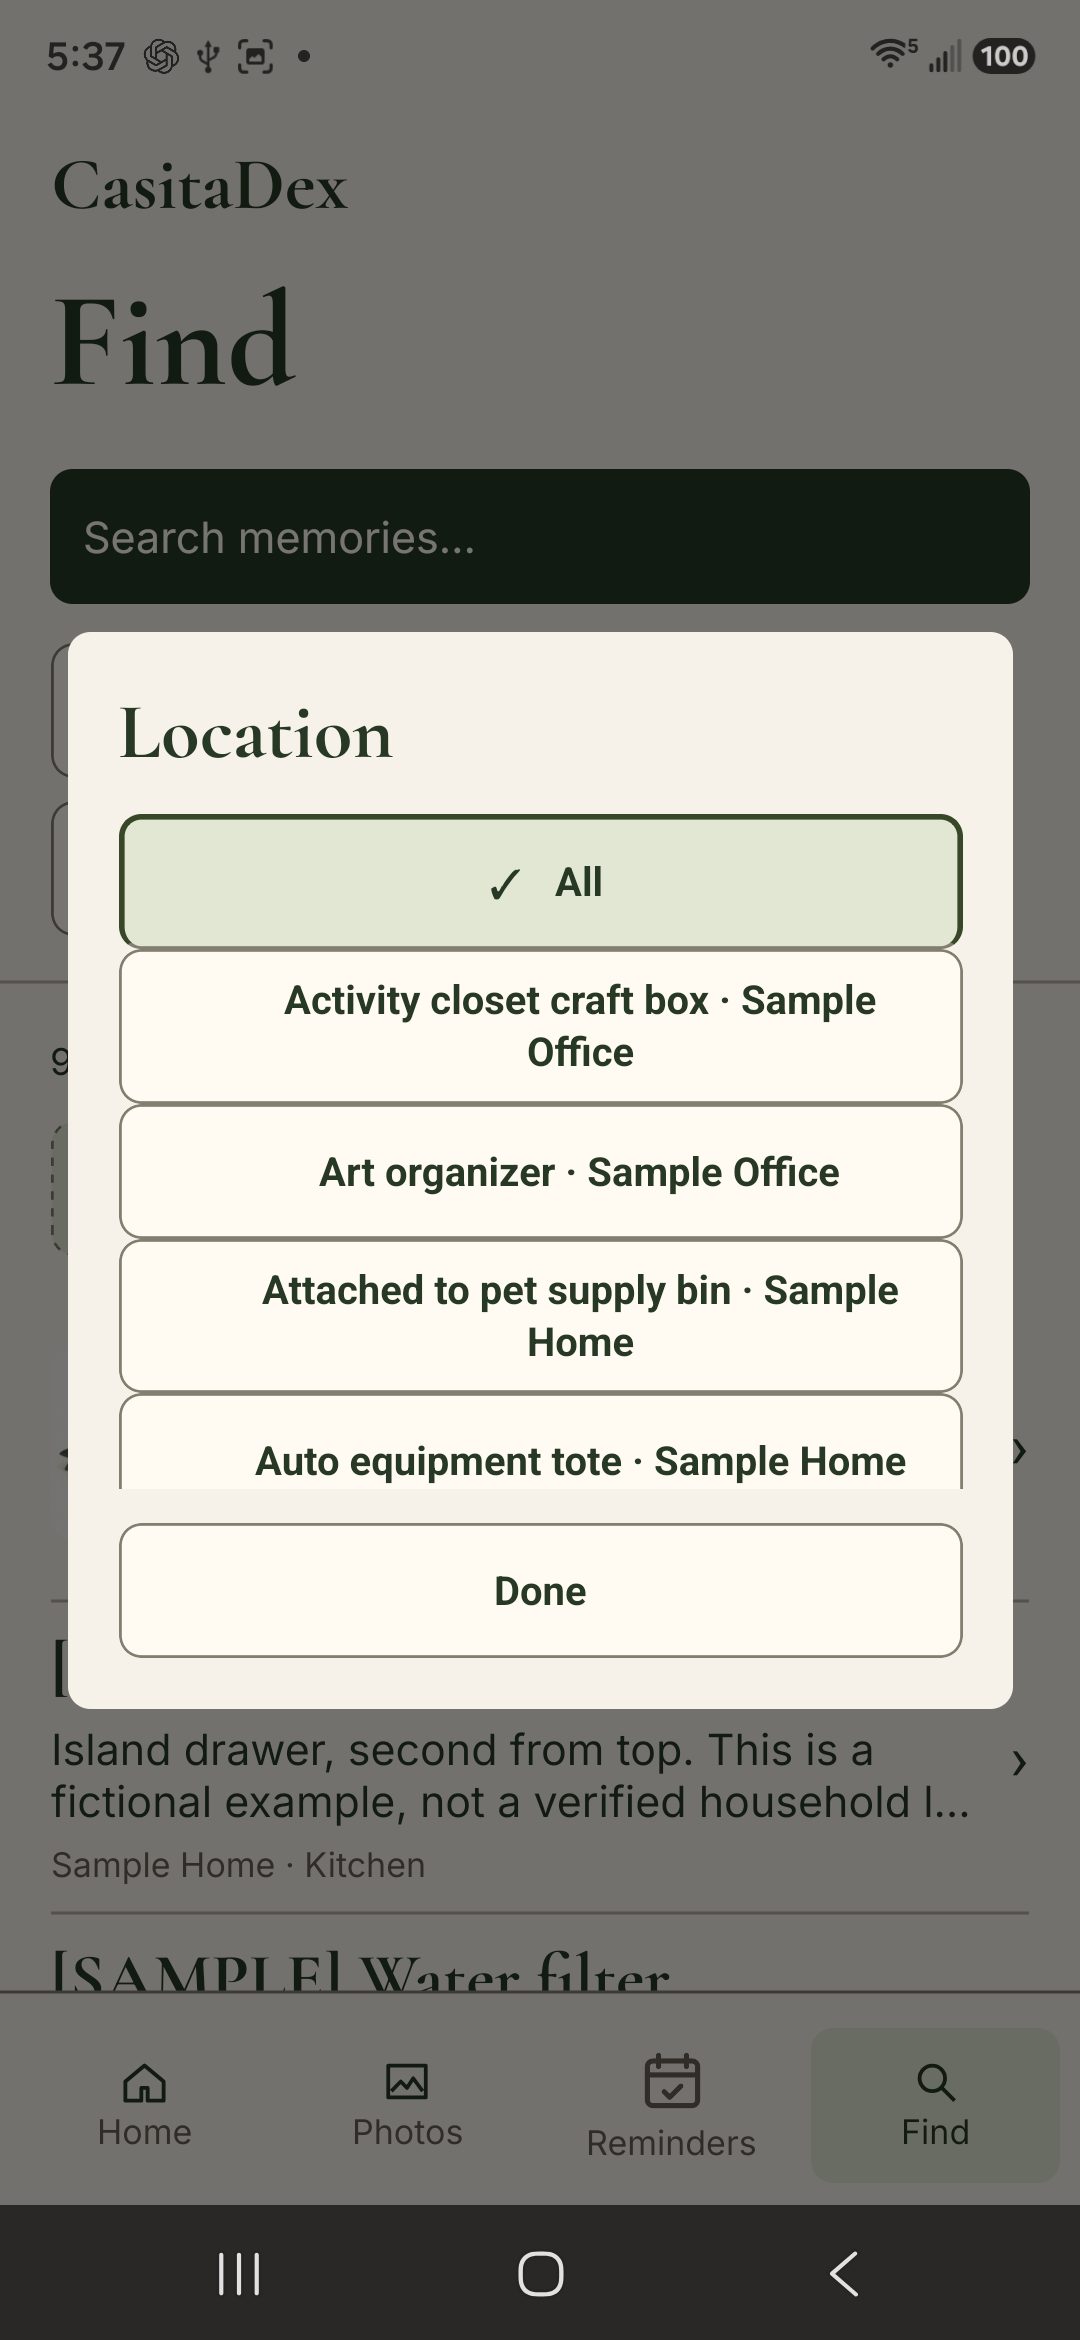 5:37
5
100
CasitaDex
Find
Search memories...
Location
✓ All
Activity closet craft box · Sample
Office
Art organizer · Sample Office
Attached to pet supply bin · Sample
Home
Auto equipment tote · Sample Home
Done
Island drawer, second from top. This is a
fictional example, not a verified household l...
Sample Home · Kitchen
[SAMPLE] Water filter
Home
Photos
Reminders
Find